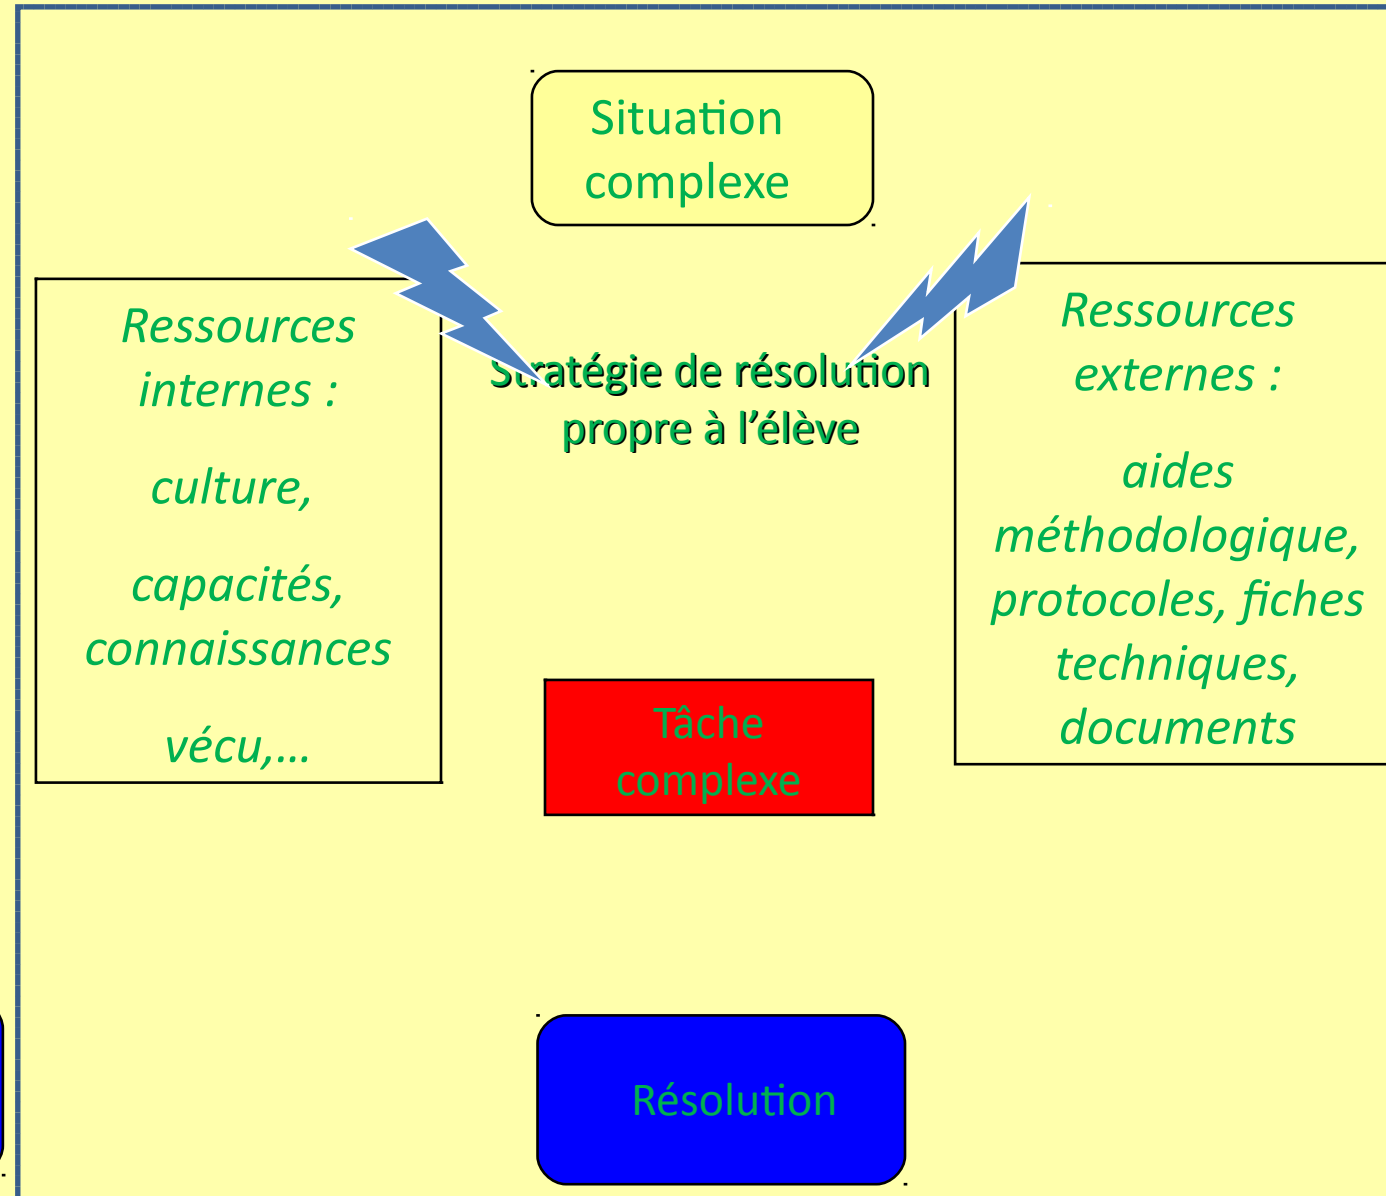 Situation
complexe
Ressources
internes :
culture,
capacités,
connaissances
vécu,...
Stratégie de résolution
propre à l’élève
Ressources
externes :
aides
méthodologique,
protocoles, fiches
techniques,
documents
Tâche
complexe
Résolution